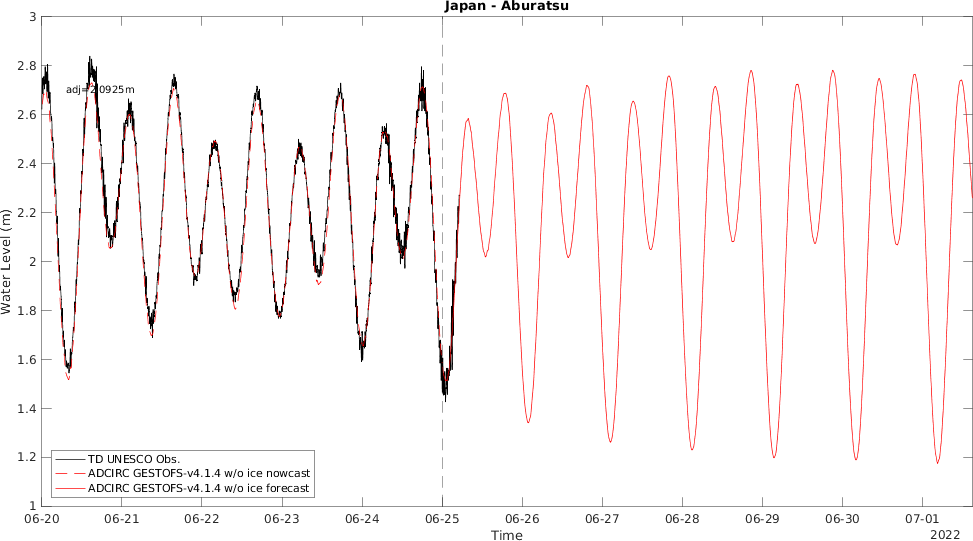 Japan - Aburatsu
3
2.8
2.6
2.4
2.2
2
1.8
1.6
1.4
1.2
1
Water Level (m)
adj=2.0925m
TD UNESCO Obs.
ADCIRC GESTOFS-v4.1.4 w/o ice nowcast
ADCIRC GESTOFS-v4.1.4 w/o ice forecast
06-20 06-21 06-22 06-23 06-24 06-25 06-26 06-27 06-28 06-29 06-30 07-01
2022
Time